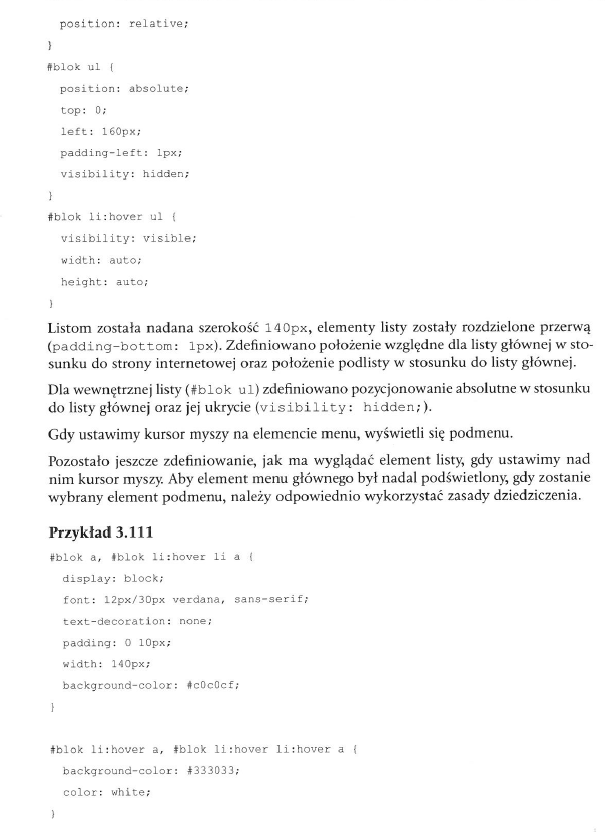 position: relative;
}
#blok ul {
position: absolute;
top: 0;
left: 160px;
padding-left: 1px;
visibility: hidden;
}
#blok li:hover ul {
visibility: visible;
width: auto;
height: auto;
}
Listom została nadana szerokość 140px, elementy listy zostały rozdzielone przerwą
(padding-bottom: 1px). Zdefiniowano położenie względne dla listy głównej w sto-
sunku do strony internetowej oraz położenie podlisty w stosunku do listy głównej.
Dla wewnętrznej listy (#blok ul) zdefiniowano pozycjonowanie absolutne w stosunku
do listy głównej oraz jej ukrycie (visibility: hidden;).
Gdy ustawimy kursor myszy na elemencie menu, wyświetli się podmenu.
Pozostało jeszcze zdefiniowanie, jak ma wyglądać element listy, gdy ustawimy nad
nim kursor myszy. Aby element menu głównego był nadal podświetlony, gdy zostanie
wybrany element podmenu, należy odpowiednio wykorzystać zasady dziedziczenia.
Przykład 3.111
#blok a, #blok li:hover li a {
display: block;
font: 12px/30px verdana, sans-serif;
text-decoration: none;
padding: 0 10px;
width: 140px;
background-color: #c0c0cf;
}
#blok li:hover a, #blok li:hover li:hover a {
background-color: #333033;
color: white;
}